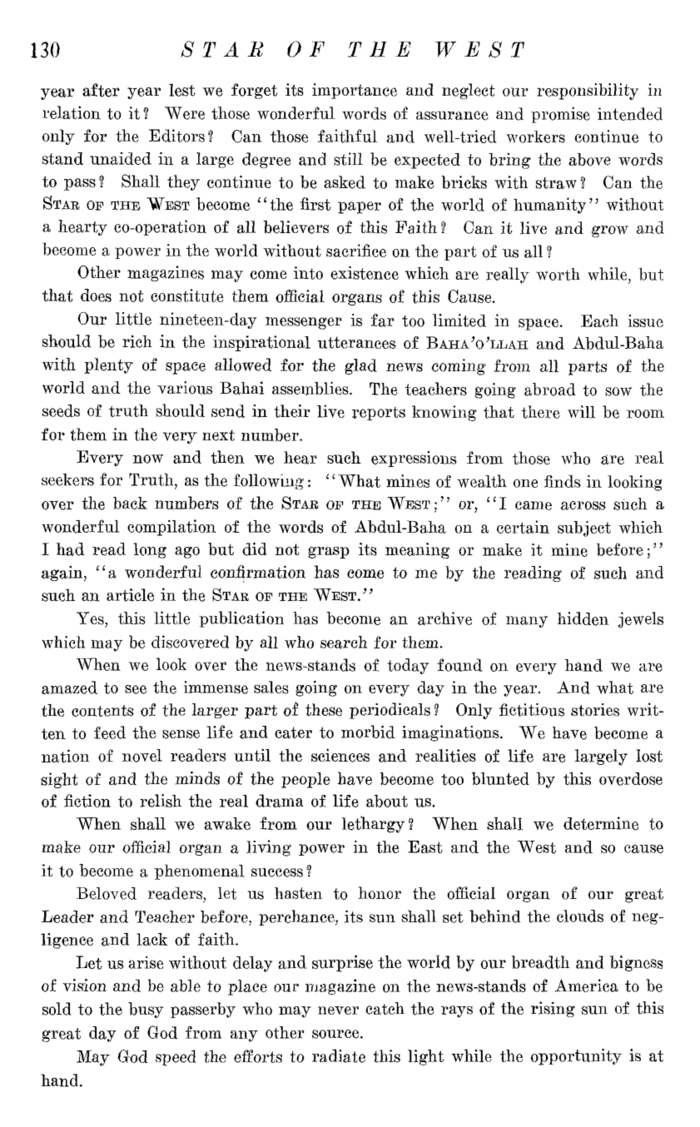 130 STAR OF THE WEST
year after year lest we forget its importance and neglect our responsibility in
relation to it? Were those wonderful words of assurance and promise intended
only for the Editors? Can those faithful and well-tried workers continue to
stand unaided in a large degree and still be expected to bring the above words
to pass? Shall they continue to be asked to make bricks with straw? Can the
STAR OF THE WEST become "the first paper of the world of humanity" without
a hearty co-operation of all believers of this Faith? Can it live and grow and
become a power in the world without sacrifice on the part of us all?
Other magazines may come into existence which are really worth while, but
that does not constitute them official organs of this Cause.
Our little nineteen-day messenger is far too limited in space. Each issue
should be rich in the inspirational utterances of BAHA'O'LLAH and Abdul-Baha
with plenty of space allowed for the glad news coming from all parts of the
world and the various Bahai assemblies. The teachers going abroad to sow the
seeds of truth should send in their live reports knowing that there will be room
for them in the very next number.
Every now and then we hear such expressions from those who are real
seekers for Truth, as the following: "What mines of wealth one finds in looking
over the back numbers of the STAR OF THE WEST;" or, "I came across such a
wonderful compilation of the words of Abdul-Baha on a certain subject which
I had read long ago but did not grasp its meaning or make it mine before;"
again, "a wonderful confirmation has come to me by the reading of such and
such an article in the STAR OF THE WEST."
Yes, this little publication has become an archive of many hidden jewels
which may be discovered by all who search for them.
When we look over the news-stands of today found on every hand we are
amazed to see the immense sales going on every day in the year. And what are
the contents of the larger part of these periodicals? Only fictitious stories writ-
ten to feed the sense life and cater to morbid imaginations. We have become a
nation of novel readers until the sciences and realities of life are largely lost
sight of and the minds of the people have become too blunted by this overdose
of fiction to relish the real drama of life about us.
When shall we awake from our lethargy? When shall we determine to
make our official organ a living power in the East and the West and so cause
it to become a phenomenal success?
Beloved readers, let us hasten to honor the official organ of our great
Leader and Teacher before, perchance, its sun shall set behind the clouds of neg-
ligence and lack of faith.
Let us arise without delay and surprise the world by our breadth and bigness
of vision and be able to place our magazine on the news-stands of America to be
sold to the busy passerby who may never catch the rays of the rising sun of this
great day of God from any other source.
May God speed the efforts to radiate this light while the opportunity is at
hand.